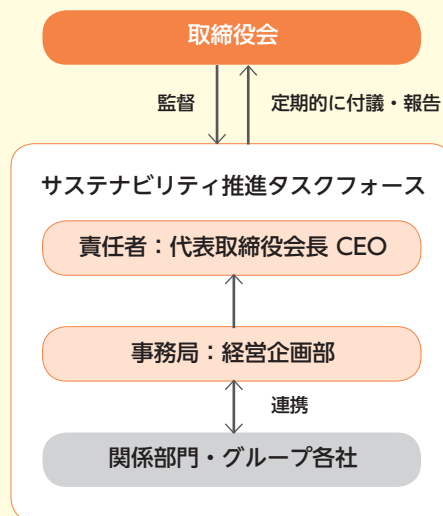 取締役会
監督
定期的に付議・報告
サステナビリティ推進タスクフォース
責任者：代表取締役会長 CEO
事務局：経営企画部
連携
関係部門・グループ各社